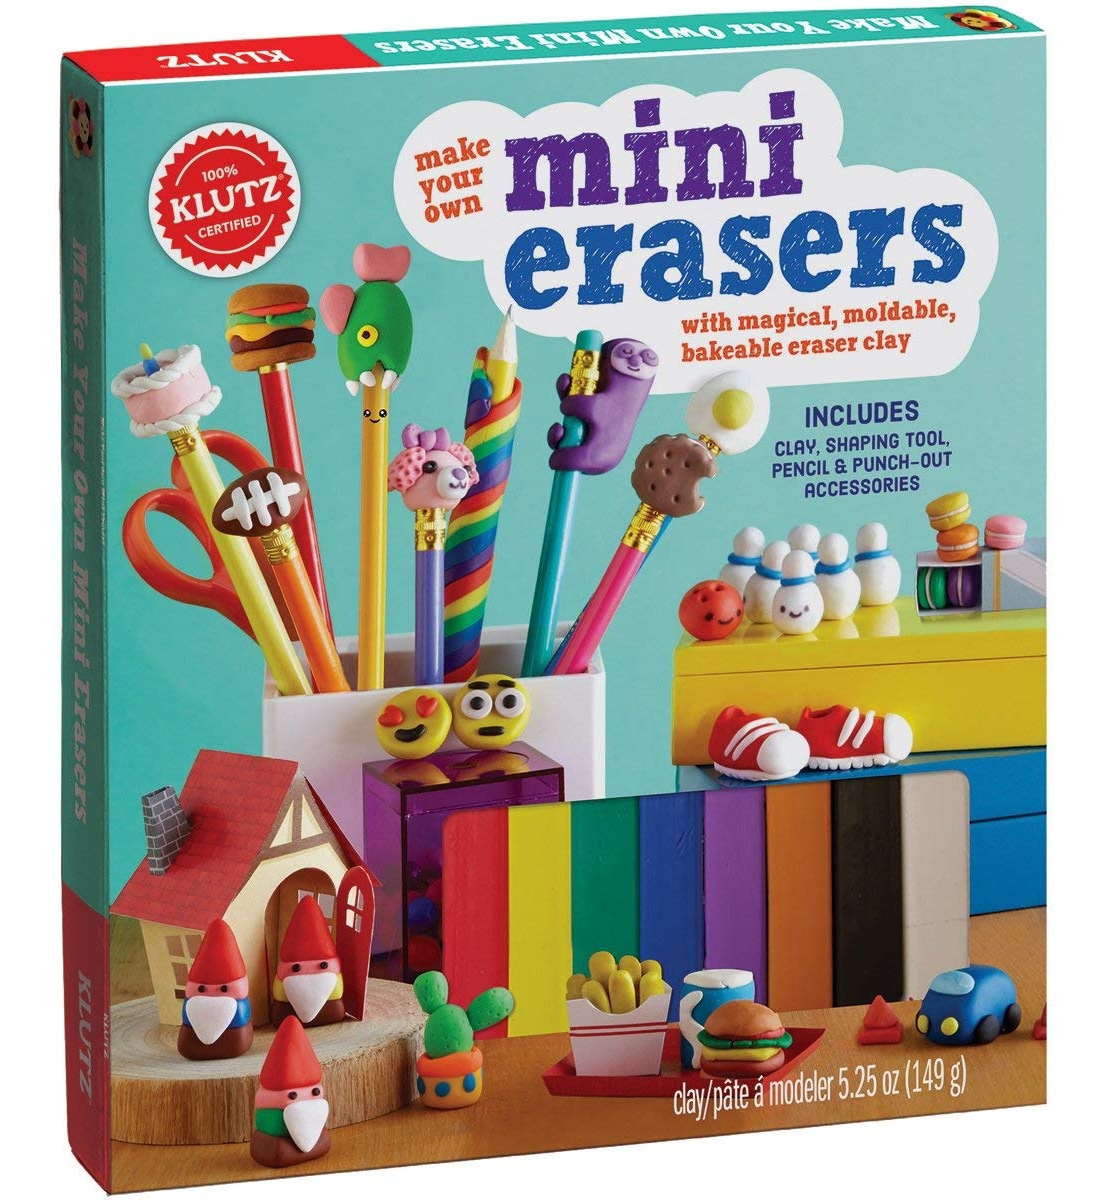 KLUTZ
Make Your Own Mini Erasers
100%
KLUTZ®
CERTIFIED
make
your
own
mini
erasers
with magical, moldable,
bakeable eraser clay
INCLUDES
CLAY, SHAPING TOOL,
PENCIL & PUNCH-OUT
ACCESSORIES
clay/pâte á modeler 5.25 oz (149 g)
Make Your Own Mini Erasers
KLUTZ
KLUTZ